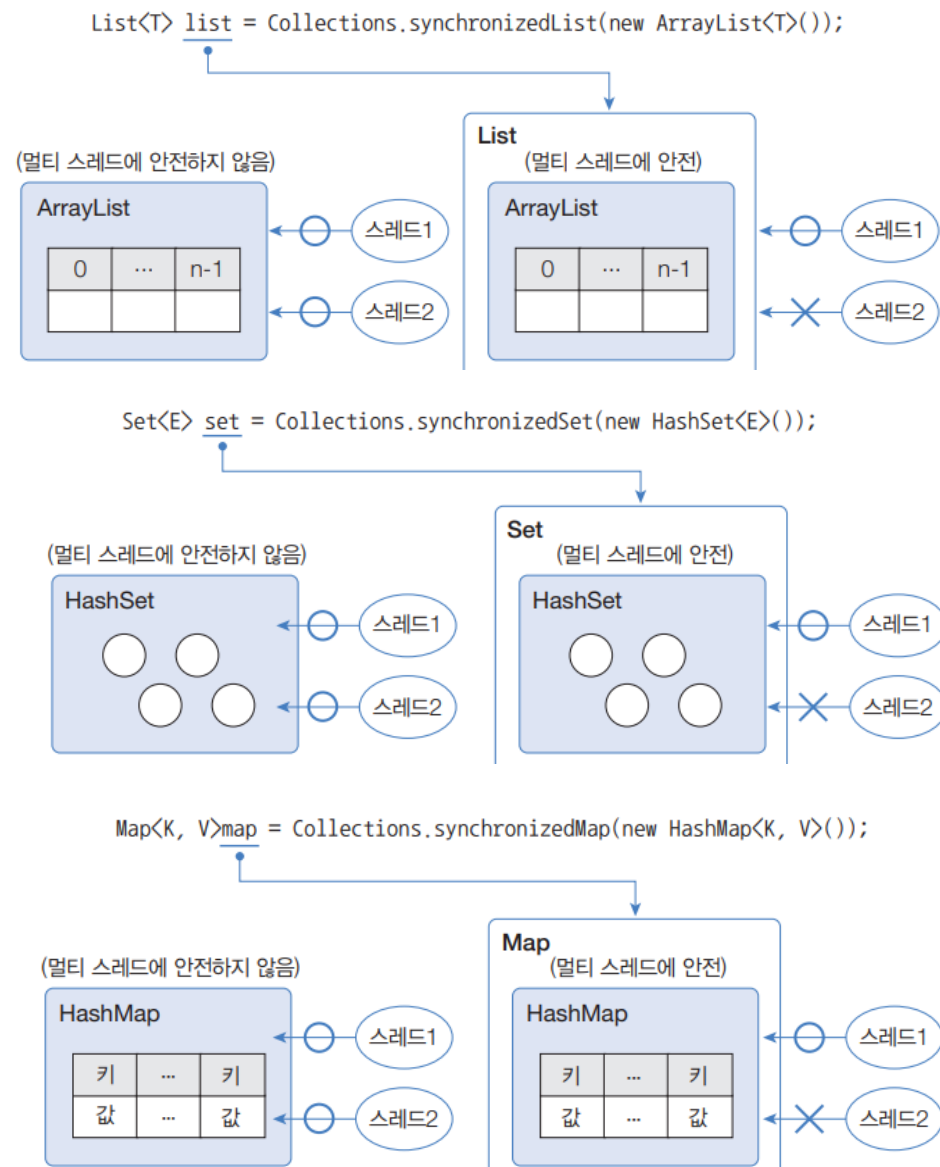 List<T> list = Collections.synchronizedList(new ArrayList<T>());
List
(멀티 스레드에 안전하지 않음)
(멀티 스레드에 안전)
ArrayList
스레드1
ArrayList
스레드1
0 ... n-1
0 ... n-1
스레드2
스레드2
Set<E> set = Collections.synchronizedSet(new HashSet<E>());
Set
(멀티 스레드에 안전하지 않음)
(멀티 스레드에 안전)
HashSet
스레드1
HashSet
스레드1
스레드2
스레드2
Map<K, V>map = Collections.synchronizedMap(new HashMap<K, V>());
Map
(멀티 스레드에 안전하지 않음)
(멀티 스레드에 안전)
HashMap
스레드1
HashMap
스레드1
키 ... 키
키 ... 키
값 ... 값
스레드2
값 ... 값
스레드2